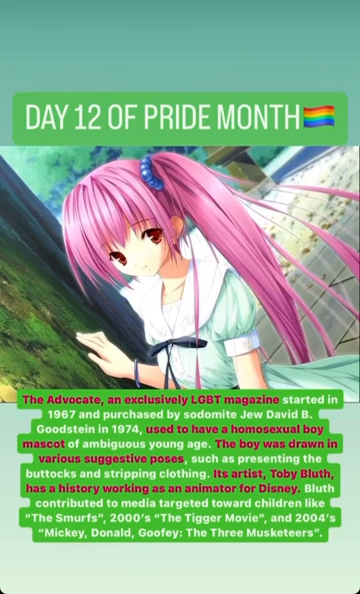 DAY 12 OF PRIDE MONTH🏳️‍🌈
The Advocate, an exclusively LGBT magazine started in
1967 and purchased by sodomite Jew David B.
Goodstein in 1974, used to have a homosexual boy
mascot of ambiguous young age. The boy was drawn in
various suggestive poses, such as presenting the
buttocks and stripping clothing. Its artist, Toby Bluth,
has a history working as an animator for Disney. Bluth
contributed to media targeted toward children like
“The Smurfs”, 2000’s “The Tigger Movie”, and 2004’s
“Mickey, Donald, Goofey: The Three Musketeers”.